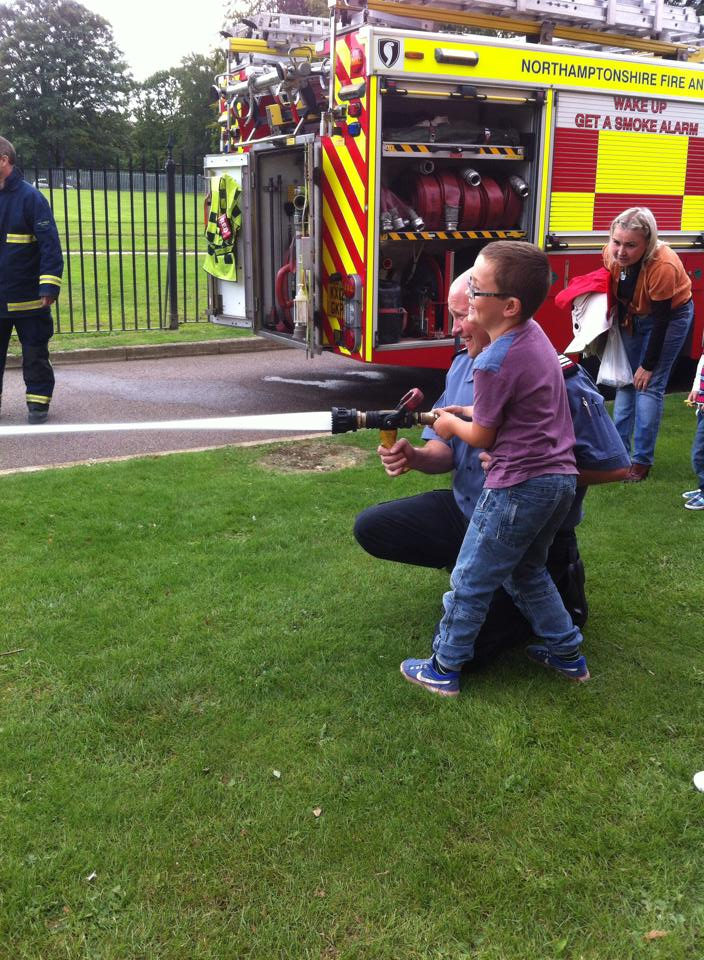 NORTHAMPTONSHIRE FIRE AN
WAKE UP
GET A SMOKE ALARM